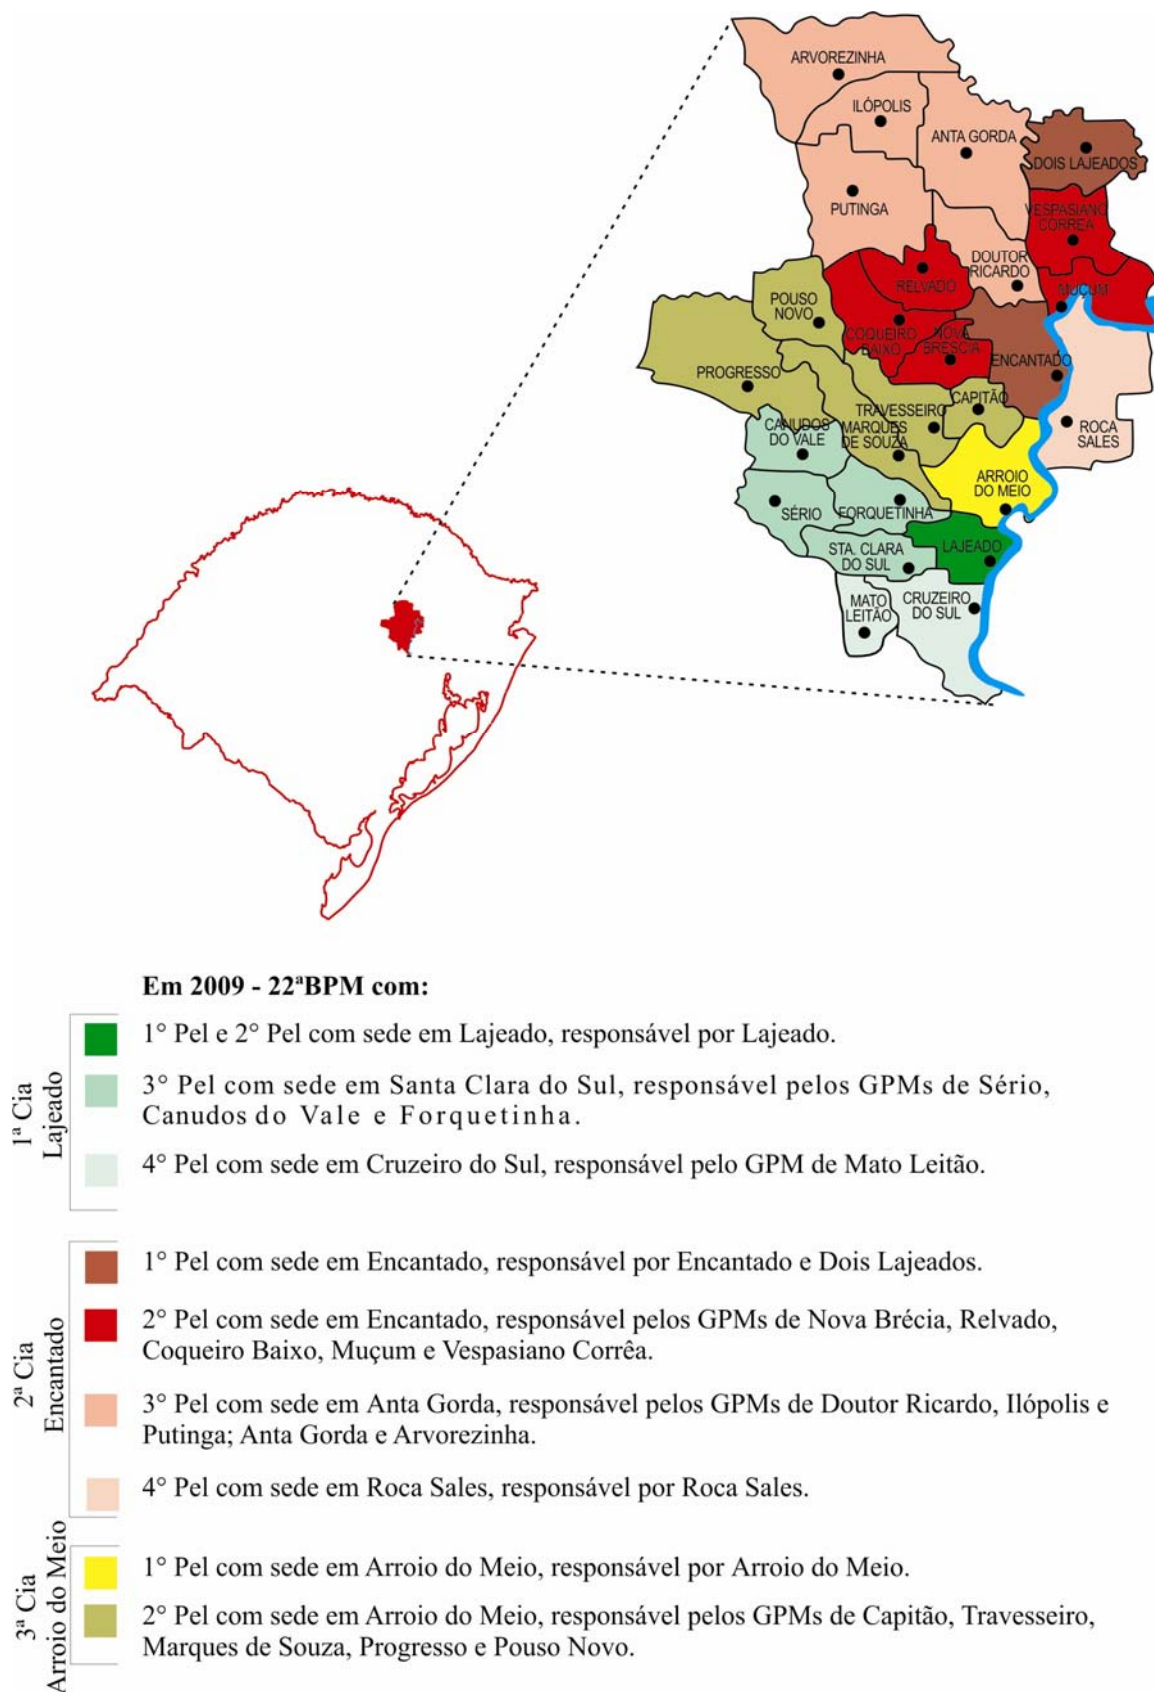 ARVOREZINHA
ILÓPOLIS
ANTA GORDA
DOIS LAJEADOS
PUTINGA
VESPASIANO
CORREA
DOUTOR
RICARDO
RELVADO
MUÇUM
POUSO
NOVO
COQUEIRO
BAIXO
NOVA
BRESCIA
ENCANTADO
PROGRESSO
CAPITÃO
TRAVESSEIRO
MARQUES
DE SOUZA
CANUDOS
DO VALE
ROCA
SALES
ARROIO
DO MEIO
SÉRIO
FORQUETINHA
LAJEADO
STA. CLARA
DO SUL
MATO
LEITÃO
CRUZEIRO
DO SUL
Em 2009 - 22ªBPM com:
1ª Cia
Lajeado
1° Pel e 2° Pel com sede em Lajeado, responsável por Lajeado.
3° Pel com sede em Santa Clara do Sul, responsável pelos GPMs de Sério,
Canudos do Vale e Forquetinha.
4° Pel com sede em Cruzeiro do Sul, responsável pelo GPM de Mato Leitão.
2ª Cia
Encantado
1° Pel com sede em Encantado, responsável por Encantado e Dois Lajeados.
2° Pel com sede em Encantado, responsável pelos GPMs de Nova Brécia, Relvado,
Coqueiro Baixo, Muçum e Vespasiano Corrêa.
3° Pel com sede em Anta Gorda, responsável pelos GPMs de Doutor Ricardo, Ilópolis e
Putinga; Anta Gorda e Arvorezinha.
4° Pel com sede em Roca Sales, responsável por Roca Sales.
3ª Cia
Arroio do Meio
1° Pel com sede em Arroio do Meio, responsável por Arroio do Meio.
2° Pel com sede em Arroio do Meio, responsável pelos GPMs de Capitão, Travesseiro,
Marques de Souza, Progresso e Pouso Novo.